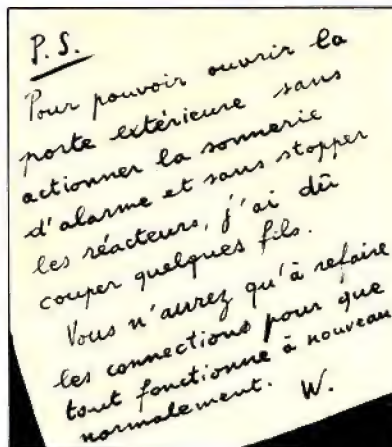 P.S.
Pour pouvoir ouvrir la
porte extérieure sans
actionner la sonnerie
d'alarme et sans stopper
les réacteurs, j'ai dû
couper quelques fils.
Vous n'aurez qu'à refaire
les connections pour que
tout fonctionne à nouveau
normalement. W.